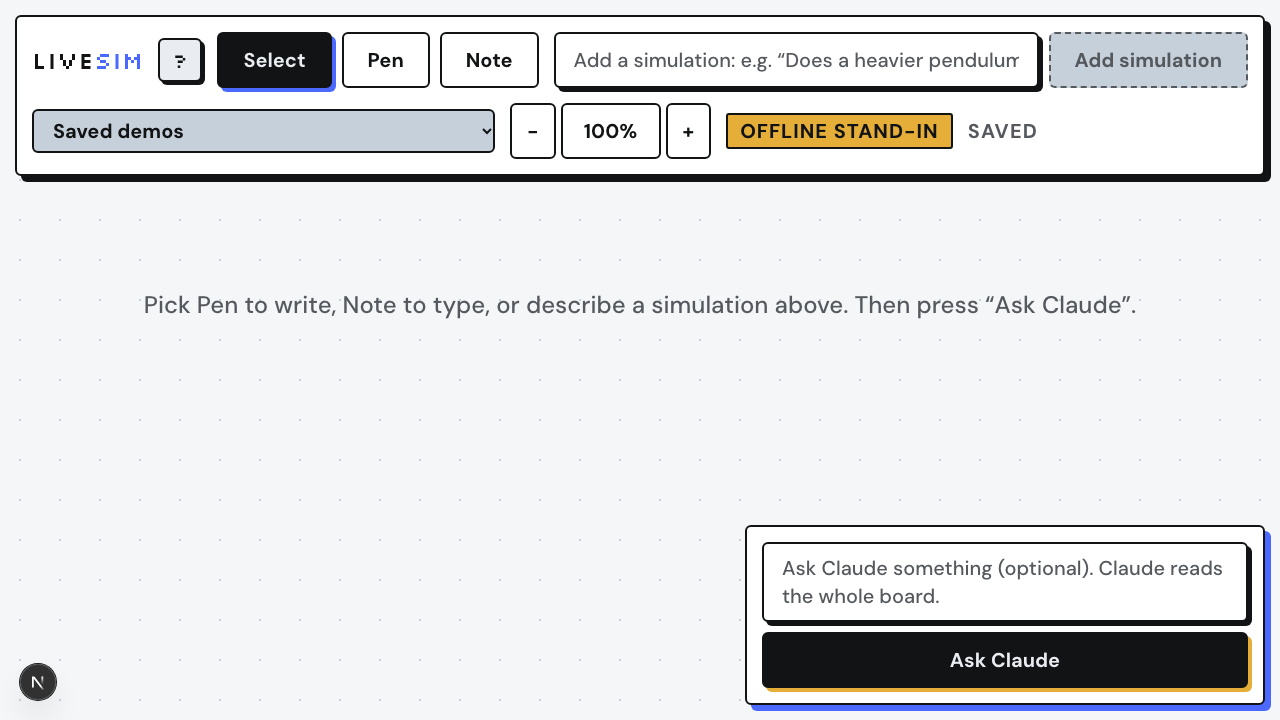 LIVESIM
?
Select
Pen
Note
Add a simulation: e.g. “Does a heavier pendulum
Add simulation
Saved demos
-
100%
+
OFFLINE STAND-IN
SAVED
Pick Pen to write, Note to type, or describe a simulation above. Then press “Ask Claude”.
Ask Claude something (optional). Claude reads
the whole board.
Ask Claude
N